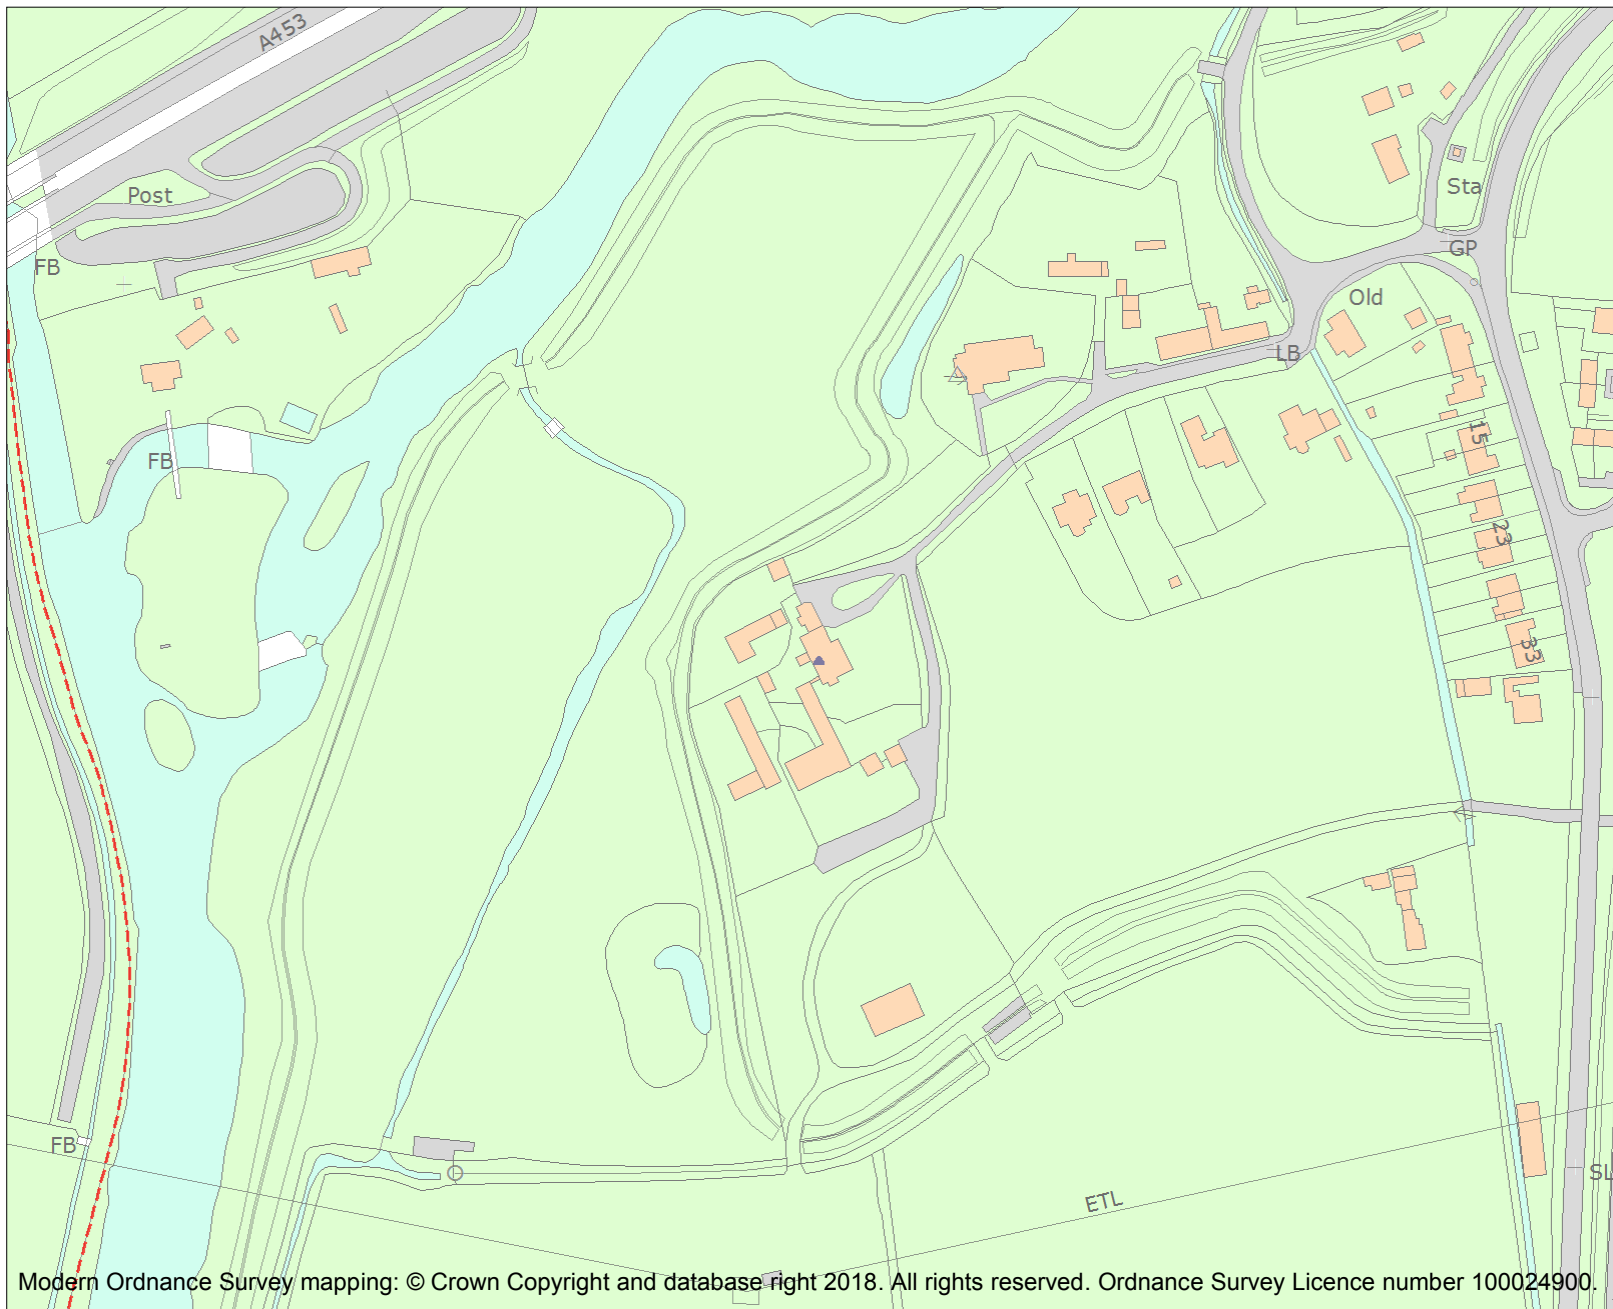 A453
Post
Sta
GP
FB
Old
LB
15
FB
23
33
FB
SL
ETL
Modern Ordnance Survey mapping: © Crown Copyright and database right 2018. All rights reserved. Ordnance Survey Licence number 100024900.